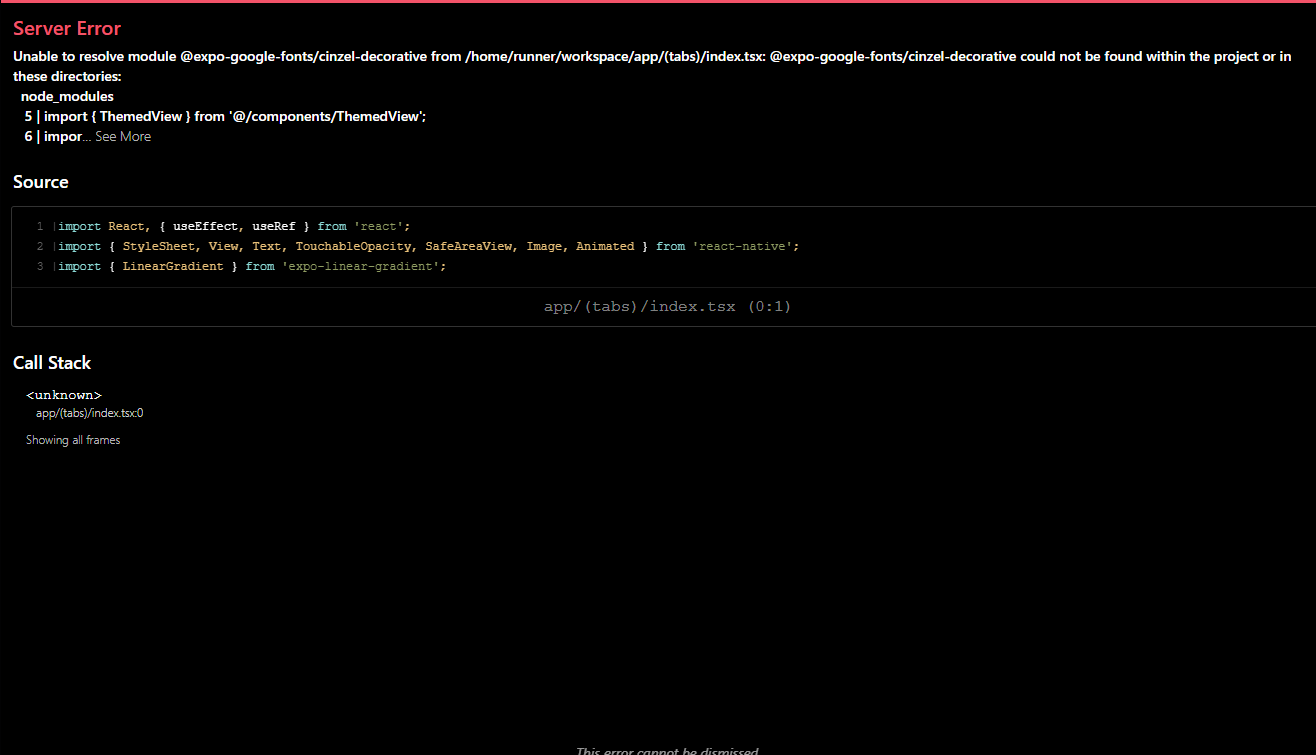 Server Error
Unable to resolve module @expo-google-fonts/cinzel-decorative from /home/runner/workspace/app/(tabs)/index.tsx: @expo-google-fonts/cinzel-decorative could not be found within the project or in
these directories:
node_modules
5 | import { ThemedView } from '@/components/ThemedView';
6 | impor... See More
Source
1 |import React, { useEffect, useRef } from 'react';
2 |import { StyleSheet, View, Text, TouchableOpacity, SafeAreaView, Image, Animated } from 'react-native';
3 |import { LinearGradient } from 'expo-linear-gradient';
app/(tabs)/index.tsx (0:1)
Call Stack
<unknown>
app/(tabs)/index.tsx:0
Showing all frames
This error cannot be dismissed